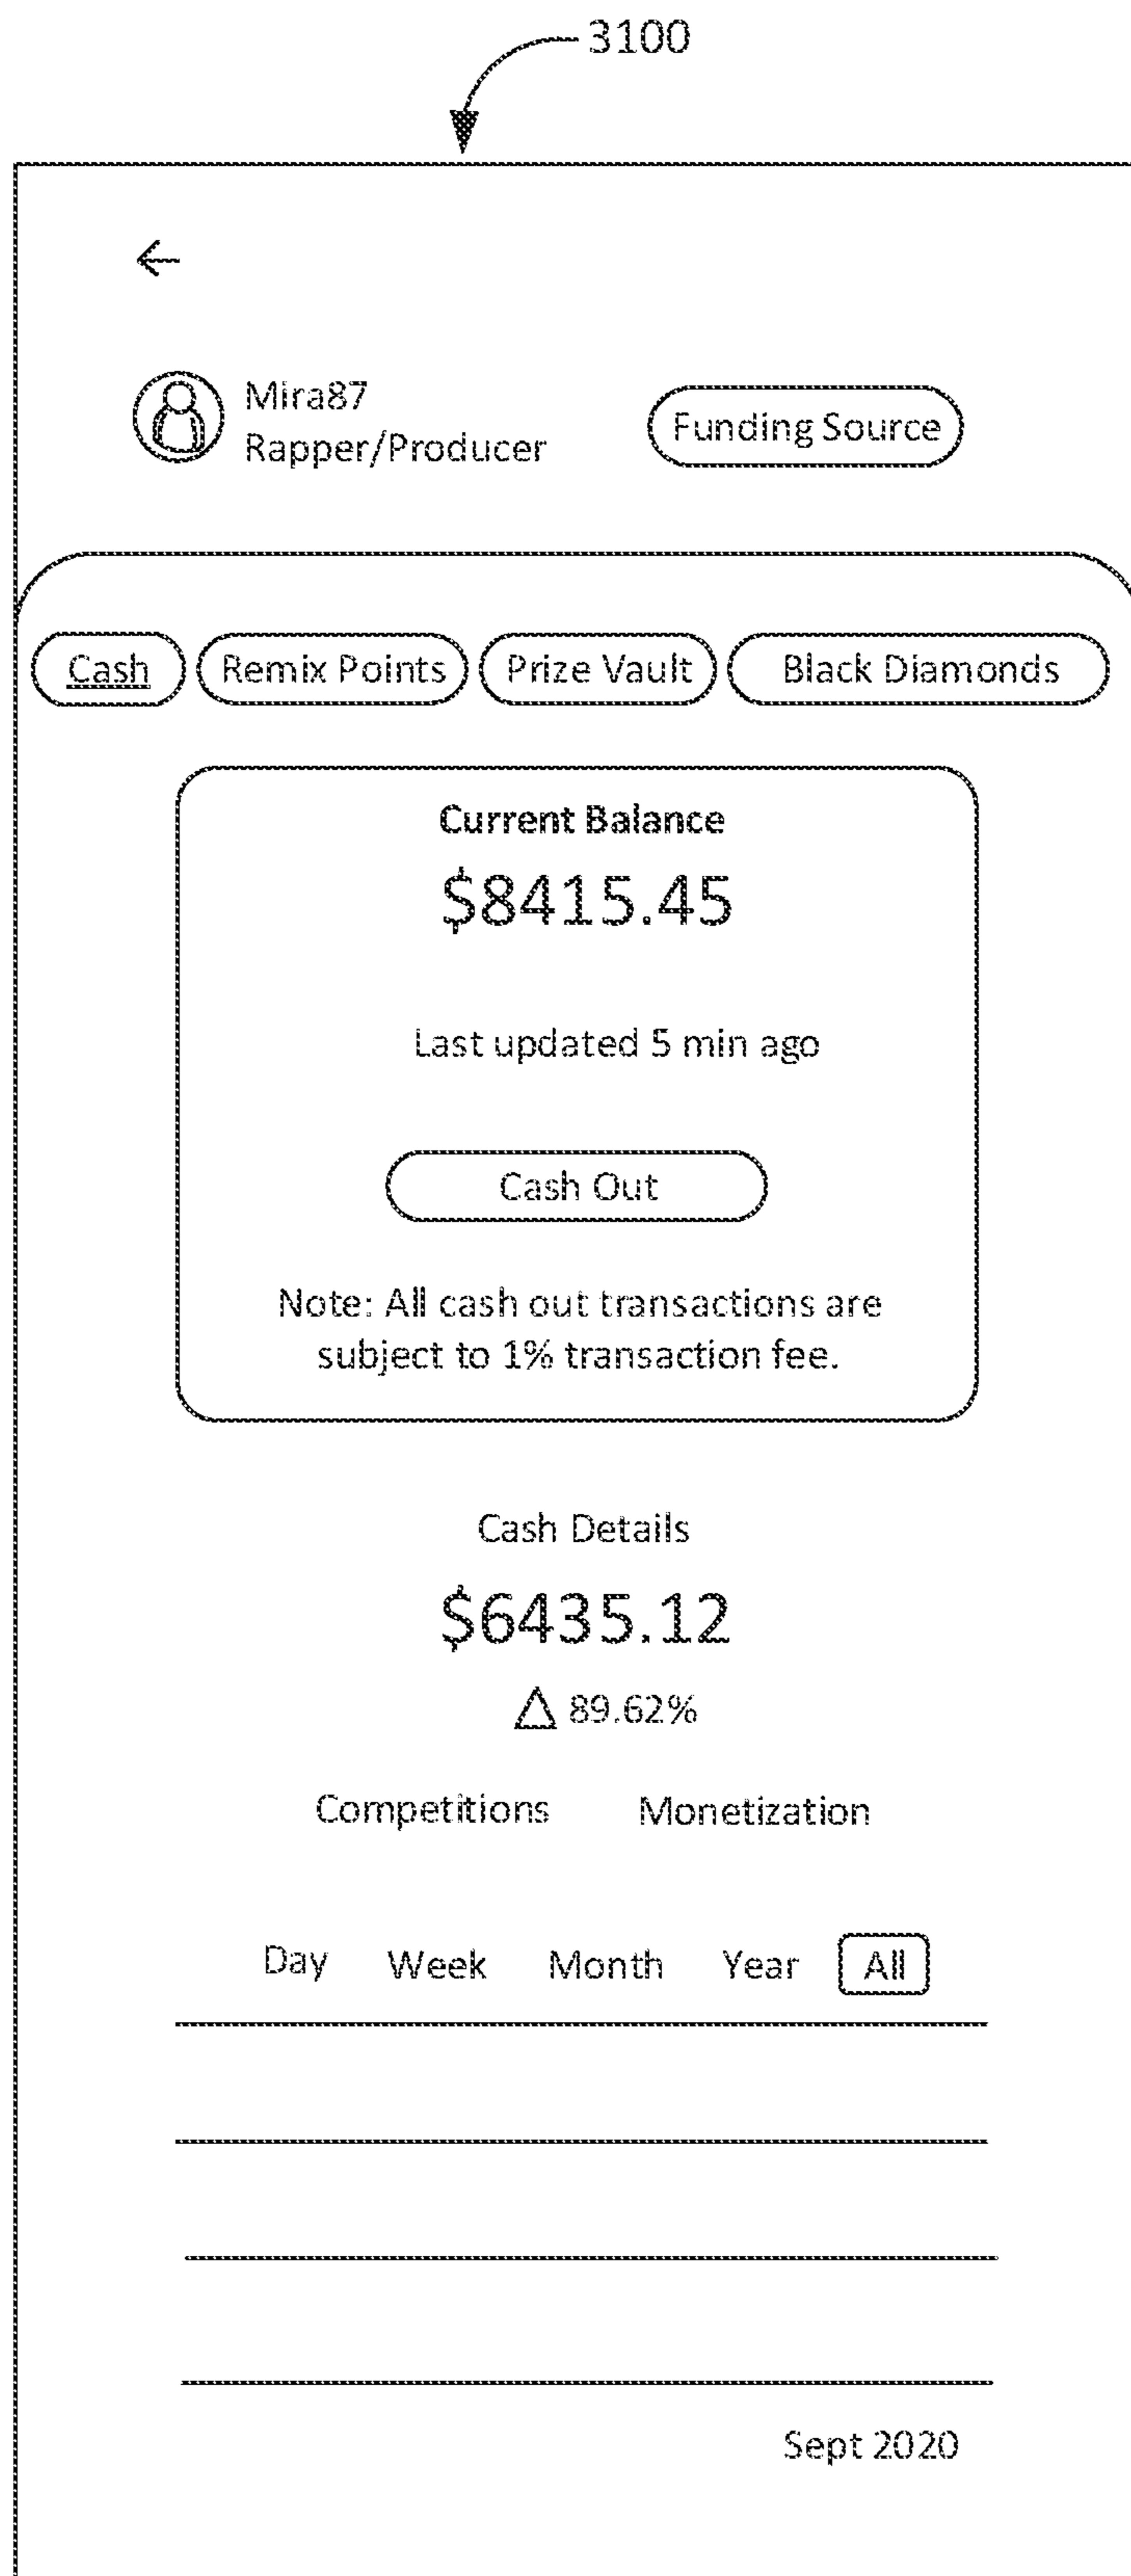 3100
Mira87
Rapper/Producer
Funding Source
Cash
Remix Points
Prize Vault
Black Diamonds
Current Balance
$8415.45
Last updated 5 min ago
Cash Out
Note: All cash out transactions are
subject to 1% transaction fee.
Cash Details
$6435.12
89.62%
Competitions
Monetization
Day
Week
Month
Year
All
Sept 2020